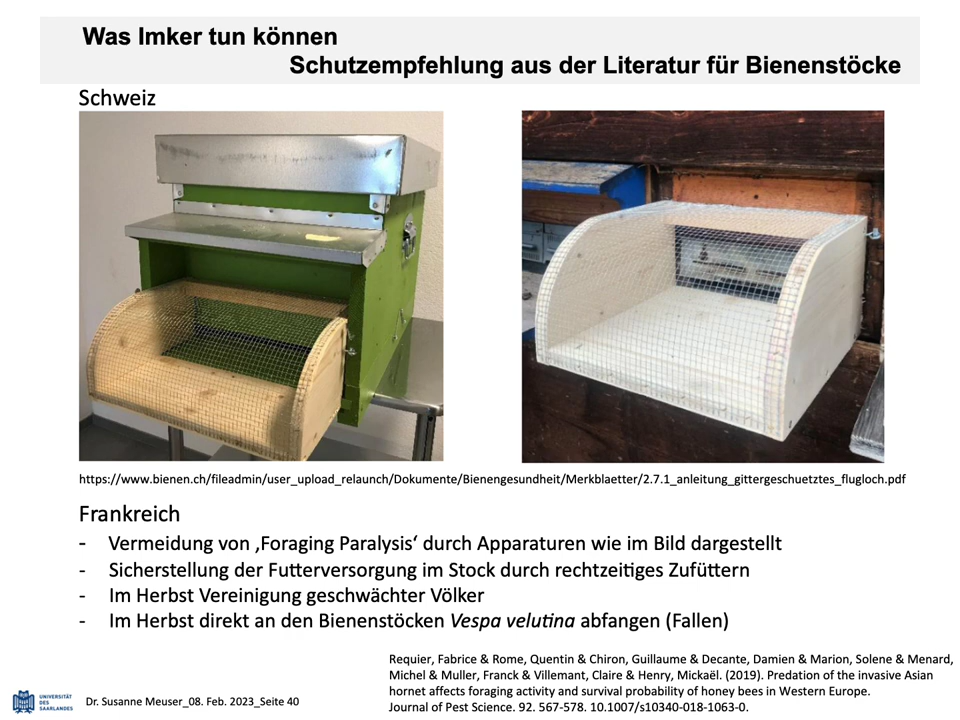 Was Imker tun können
Schutzempfehlung aus der Literatur für Bienenstöcke
Schweiz
https://www.bienen.ch/fileadmin/user_upload_relaunch/Dokumente/Bienengesundheit/Merkblaetter/2.7.1_anleitung_gittergeschuetztes_flugloch.pdf
Frankreich
- Vermeidung von ‚Foraging Paralysis‘ durch Apparaturen wie im Bild dargestellt
- Sicherstellung der Futterversorgung im Stock durch rechtzeitiges Zufüttern
- Im Herbst Vereinigung geschwächter Völker
- Im Herbst direkt an den Bienenstöcken Vespa velutina abfangen (Fallen)
Requier, Fabrice & Rome, Quentin & Chiron, Guillaume & Decante, Damien & Marion, Solene & Menard,
Michel & Muller, Franck & Villemant, Claire & Henry, Mickaël. (2019). Predation of the invasive Asian
hornet affects foraging activity and survival probability of honey bees in Western Europe.
Journal of Pest Science. 92. 567-578. 10.1007/s10340-018-1063-0.
UNIVERSITÄT
DES
SAARLANDES
Dr. Susanne Meuser_08. Feb. 2023_Seite 40